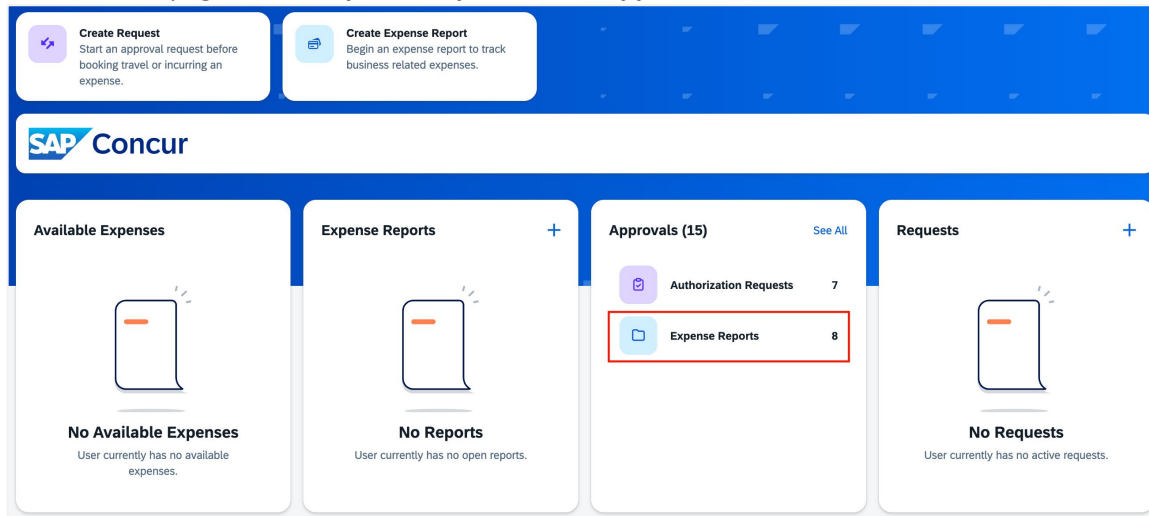 Create Request
Start an approval request before
booking travel or incurring an
expense.
Create Expense Report
Begin an expense report to track
business related expenses.
SAP Concur
Available Expenses
No Available Expenses
User currently has no available
expenses.
Expense Reports +
No Reports
User currently has no open reports.
Approvals (15) See All
Authorization Requests 7
Expense Reports 8
Requests +
No Requests
User currently has no active requests.